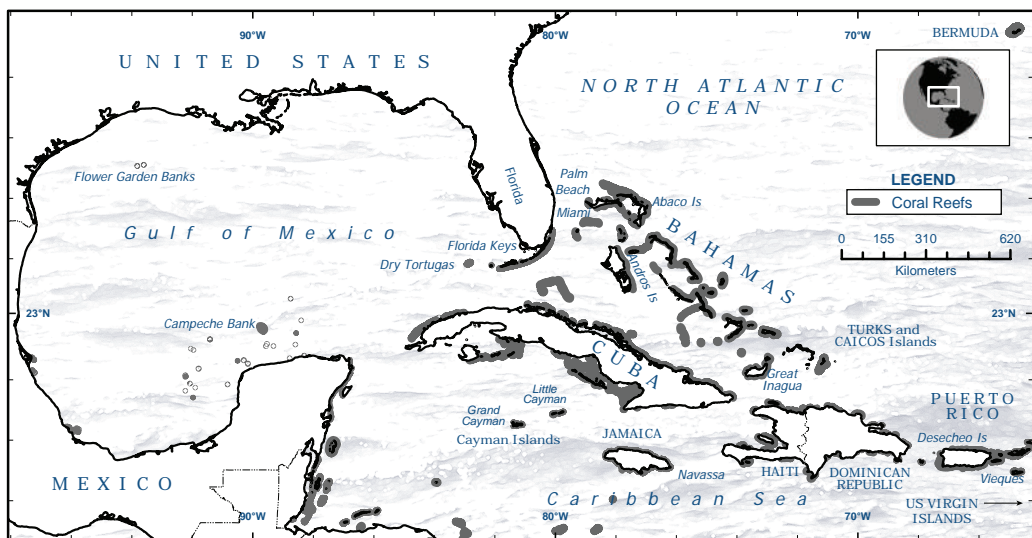 90°W
80°W
70°W
BERMUDA
UNITED STATES
NORTH ATLANTIC
OCEAN
Flower Garden Banks
Florida
Palm
Beach
Miami
Abaco Is
LEGEND
Coral Reefs
0 155 310 620
Kilometers
Gulf of Mexico
Florida Keys
Dry Tortugas
BAHAMAS
Andros Is
23°N
23°N
Campeche Bank
CUBA
TURKS and
CAICOS Islands
Great
Inagua
Little
Cayman
Grand
Cayman
Cayman Islands
PUERTO
RICO
JAMAICA
Desecheo Is
Navassa
HAITI
DOMINICAN
REPUBLIC
Vieques
MEXICO
Caribbean Sea
US VIRGIN
ISLANDS
90°W
80°W
70°W